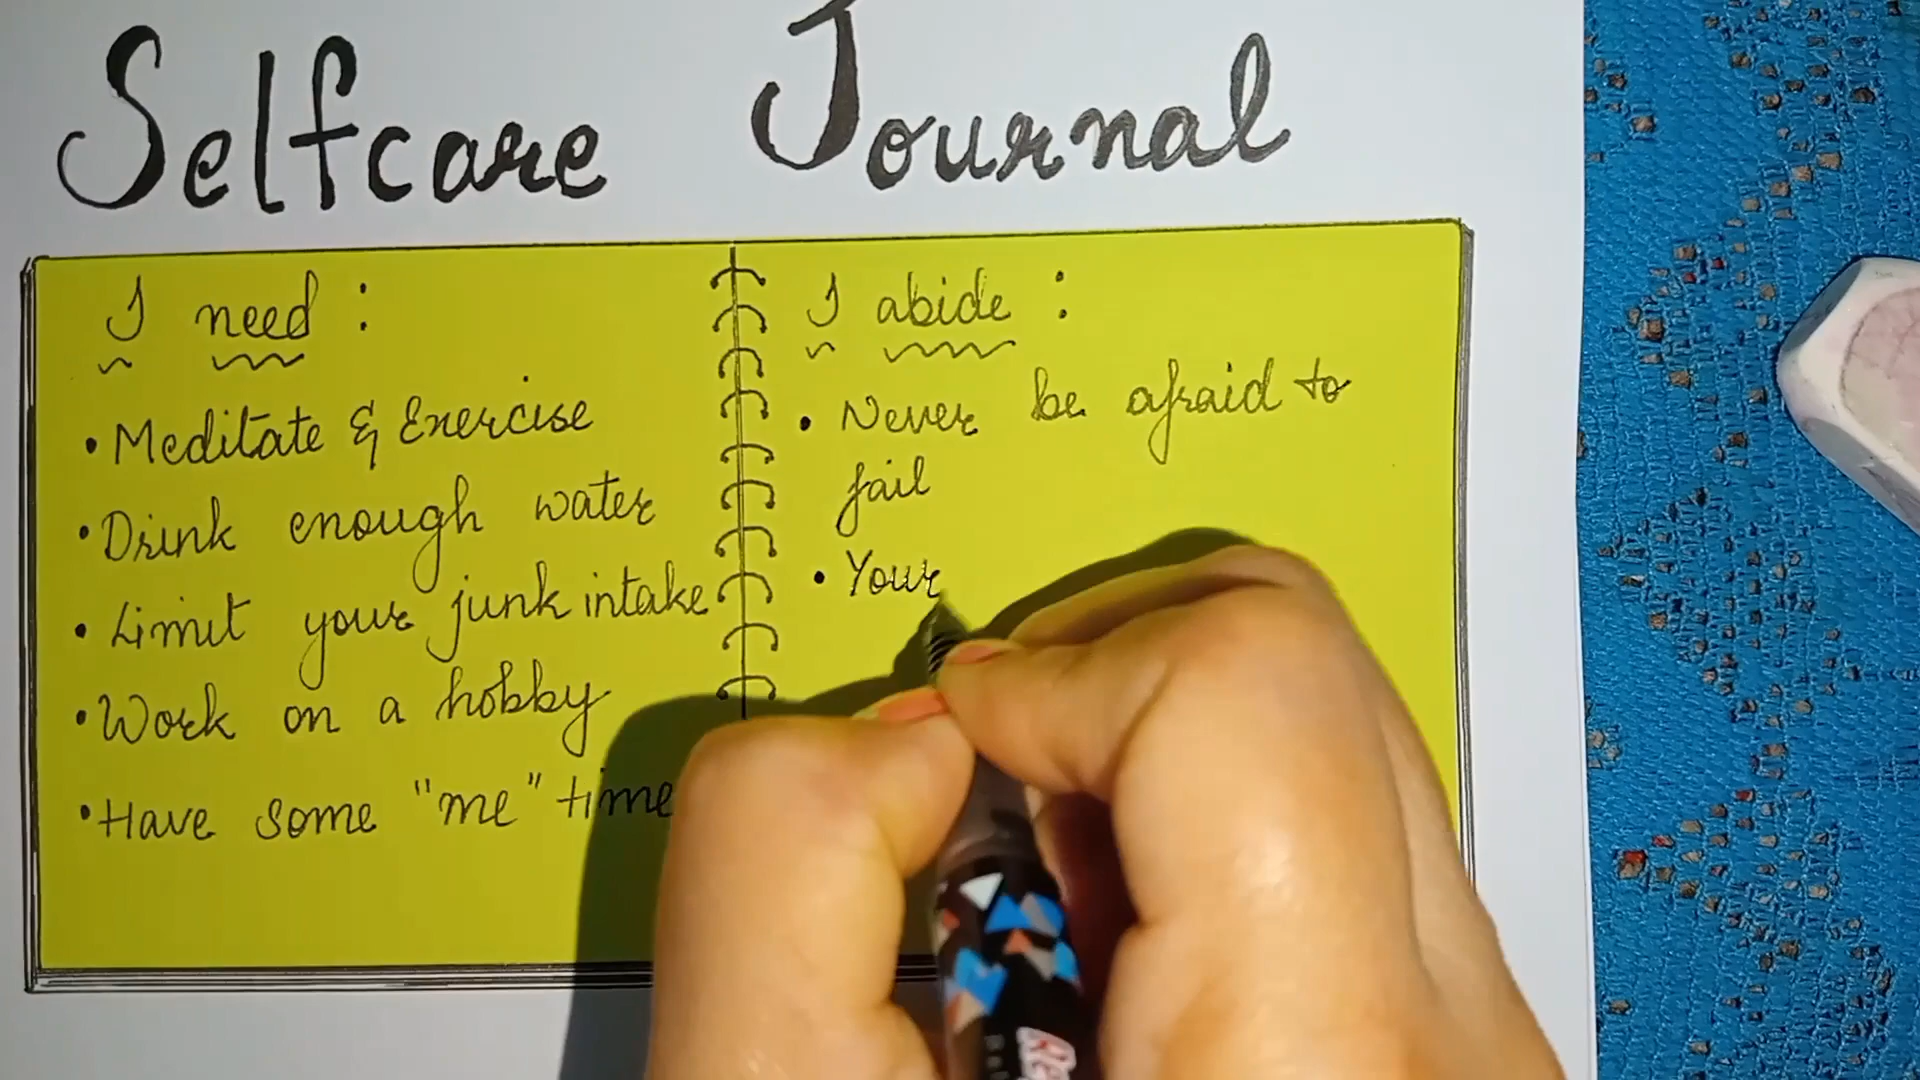 Selfcare Journal
I need :
• Meditate & Exercise
• Drink enough water
• Limit your junk intake
• Work on a hobby
• Have some "me" time
I abide :
• Never be afraid to
fail
• Your